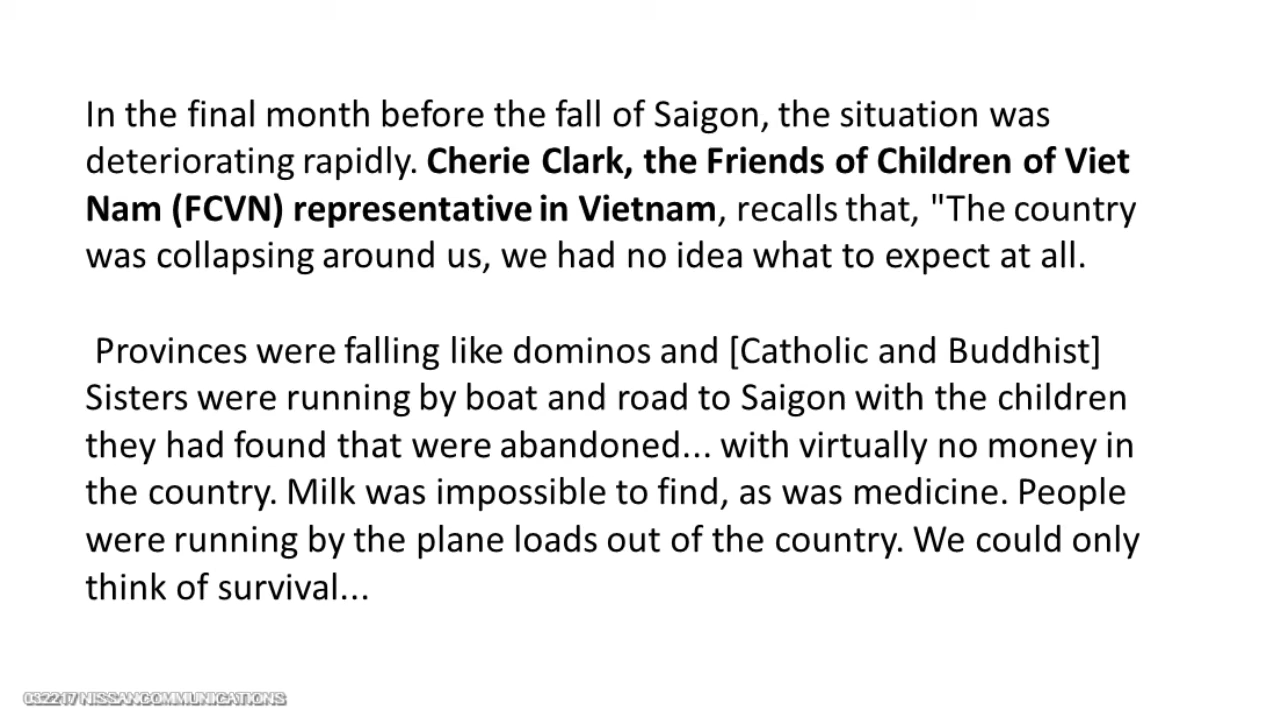 In the final month before the fall of Saigon, the situation was
deteriorating rapidly. Cherie Clark, the Friends of Children of Viet
Nam (FCVN) representative in Vietnam, recalls that, "The country
was collapsing around us, we had no idea what to expect at all.
Provinces were falling like dominos and [Catholic and Buddhist]
Sisters were running by boat and road to Saigon with the children
they had found that were abandoned... with virtually no money in
the country. Milk was impossible to find, as was medicine. People
were running by the plane loads out of the country. We could only
think of survival...
032217 NISSANCOMMUNICATIONS